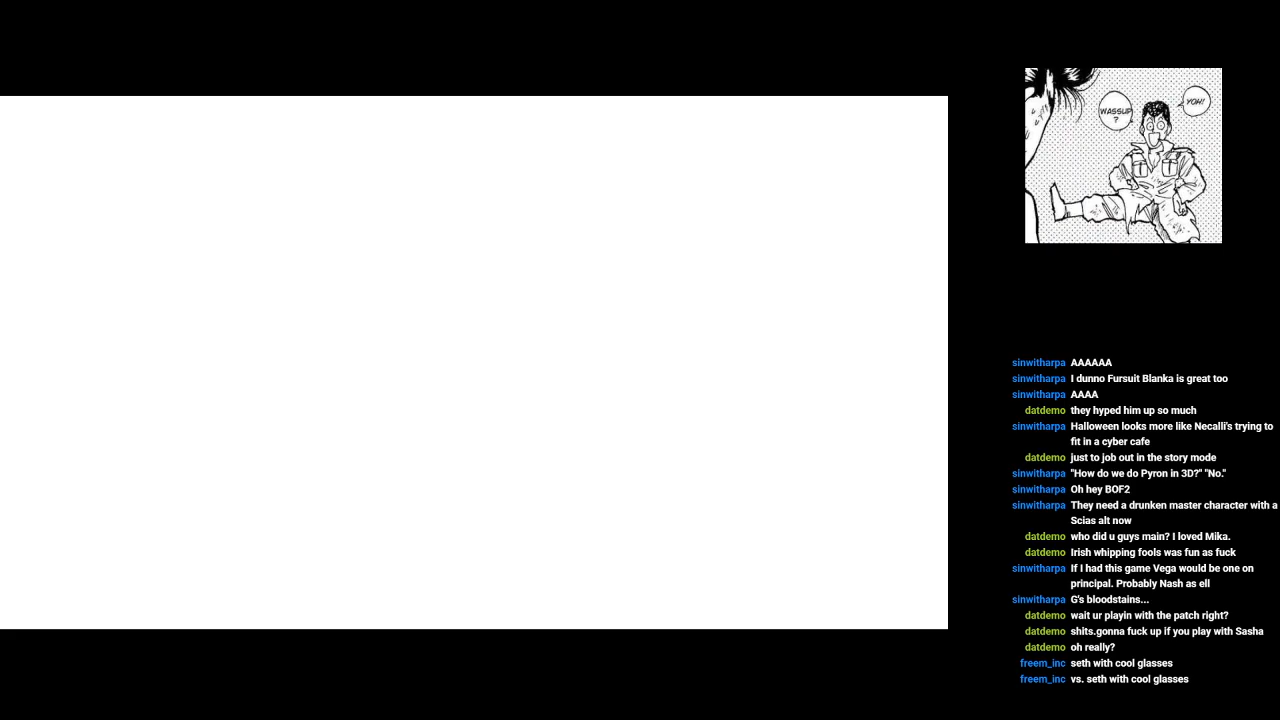 WASSUP
?
YOH!
sinwitharpa AAAAAA
sinwitharpa I dunno Fursuit Blanka is great too
sinwitharpa AAAA
datdemo they hyped him up so much
sinwitharpa Halloween looks more like Necalli's trying to
fit in a cyber cafe
datdemo just to job out in the story mode
sinwitharpa "How do we do Pyron in 3D?" "No."
sinwitharpa Oh hey BOF2
sinwitharpa They need a drunken master character with a
Scias alt now
datdemo who did u guys main? I loved Mika.
datdemo Irish whipping fools was fun as fuck
sinwitharpa If I had this game Vega would be one on
principal. Probably Nash as ell
sinwitharpa G's bloodstains...
datdemo wait ur playin with the patch right?
datdemo shits.gonna fuck up if you play with Sasha
datdemo oh really?
freem_inc seth with cool glasses
freem_inc vs. seth with cool glasses